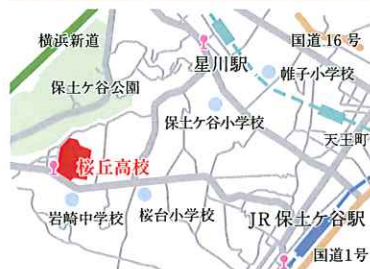 横浜新道
国道16号
星川駅
帷子小学校
保土ケ谷公園
保土ケ谷小学校
天王町
桜丘高校
岩崎中学校
桜台小学校
JR保土ケ谷駅
国道1号